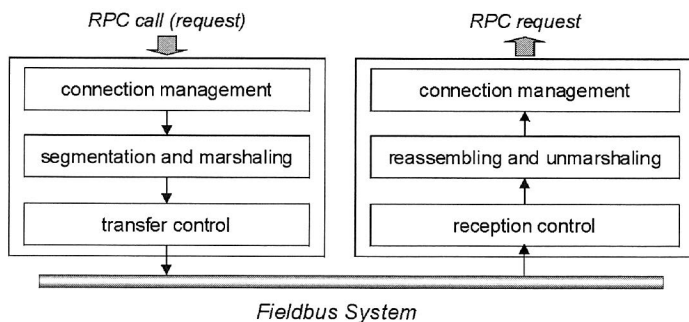 RPC call (request)
connection management
segmentation and marshaling
transfer control
RPC request
connection management
reassembling and unmarshaling
reception control
Fieldbus System